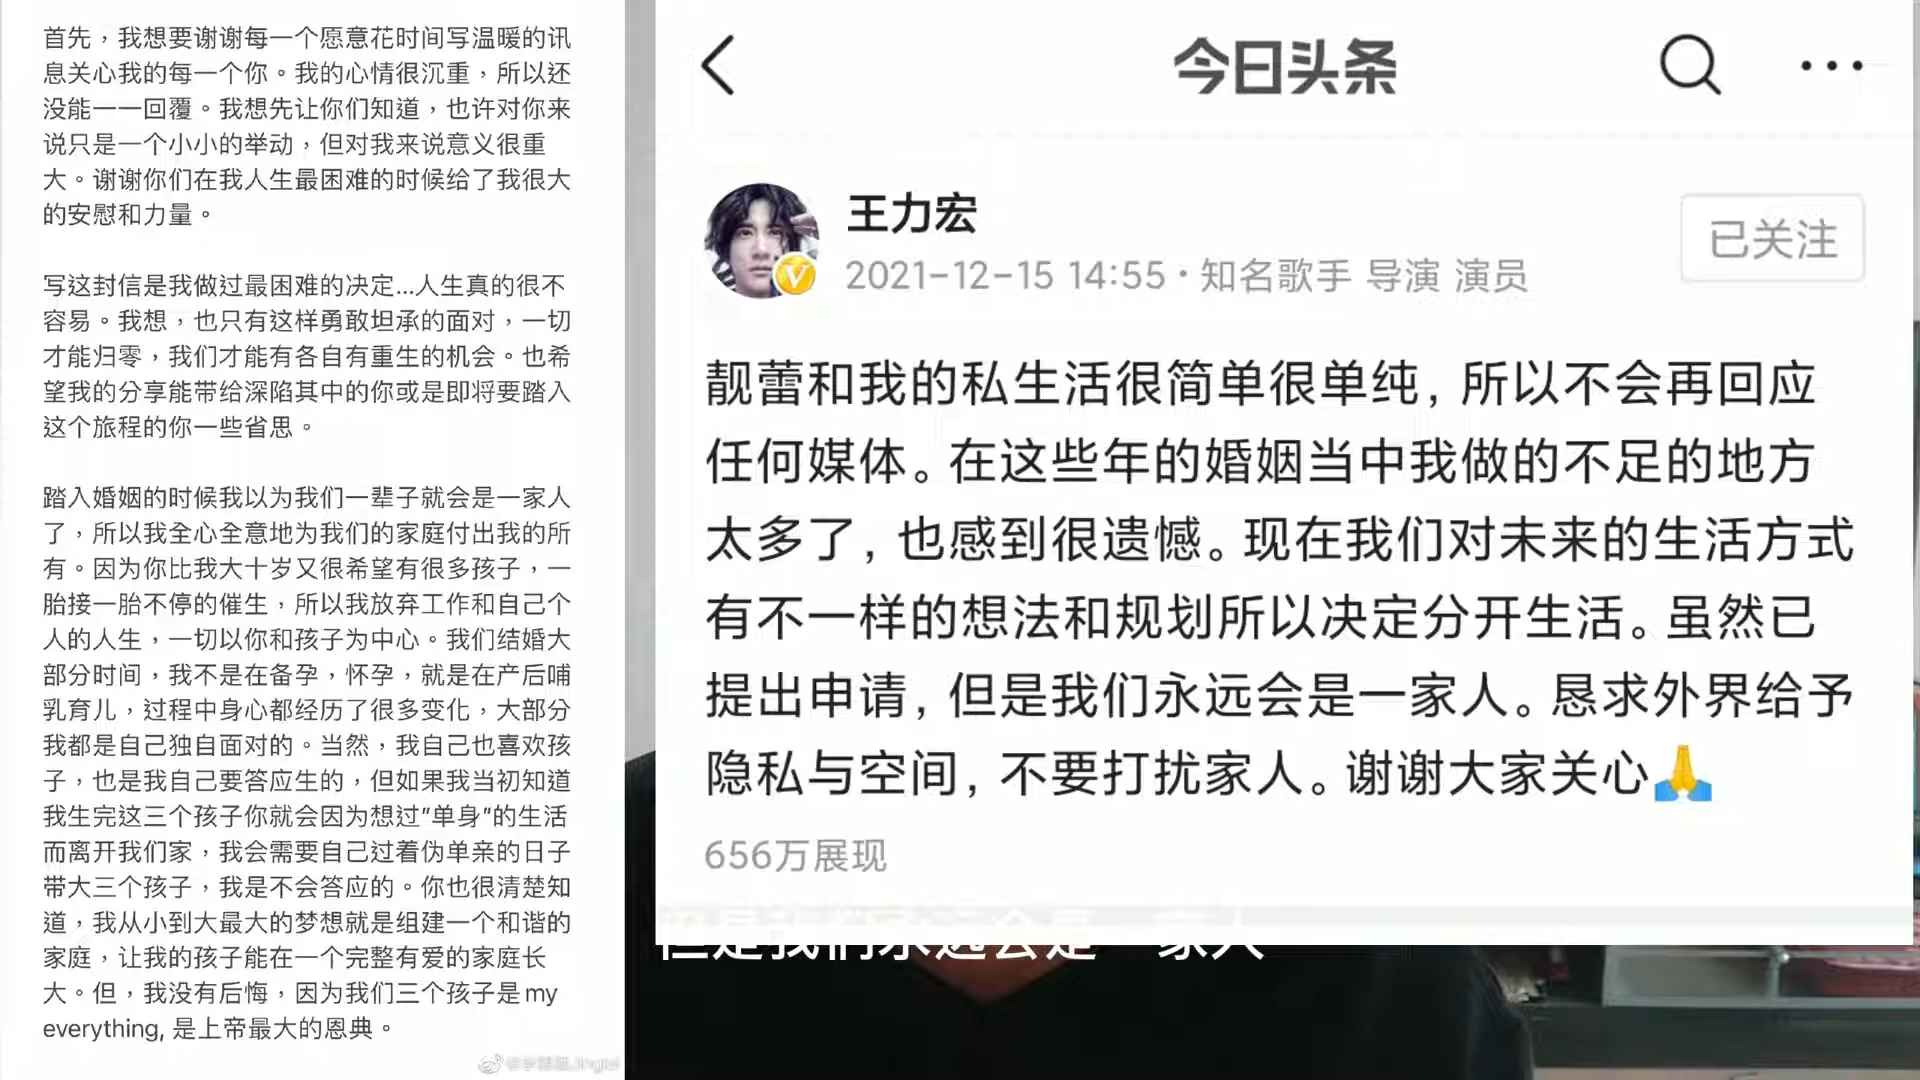 首先，我想要谢谢每一个愿意花时间写温暖的讯
息关心我的每一个你。我的心情很沉重，所以还
没能一一回覆。我想先让你们知道，也许对你来
说只是一个小小的举动，但对我来说意义很重
大。谢谢你们在我人生最困难的时候给了我很大
的安慰和力量。
写这封信是我做过最困难的决定...人生真的很不
容易。我想，也只有这样勇敢坦承的面对，一切
才能归零，我们才能有各自有重生的机会。也希
望我的分享能带给深陷其中的你或是即将要踏入
这个旅程的你一些省思。
踏入婚姻的时候我以为我们一辈子就会是一家人
了，所以我全心全意地为我们的家庭付出我的所
有。因为你比我大十岁又很希望有很多孩子，一
胎接一胎不停的催生，所以我放弃工作和自己个
人的人生，一切以你和孩子为中心。我们结婚大
部分时间，我不是在备孕，怀孕，就是在产后哺
乳育儿，过程中身心都经历了很多变化，大部分
我都是自己独自面对的。当然，我自己也喜欢孩
子，也是我自己要答应生的，但如果我当初知道
我生完这三个孩子你就会因为想过"单身"的生活
而离开我们家，我会需要自己过着伪单亲的日子
带大三个孩子，我是不会答应的。你也很清楚知
道，我从小到大最大的梦想就是组建一个和谐的
家庭，让我的孩子能在一个完整有爱的家庭长
大。但，我没有后悔，因为我们三个孩子是my
everything, 是上帝最大的恩典。
今日头条
王力宏
已关注
2021-12-15 14:55·知名歌手 导演 演员
靓蕾和我的私生活很简单很单纯，所以不会再回应
任何媒体。在这些年的婚姻当中我做的不足的地方
太多了，也感到很遗憾。现在我们对未来的生活方式
有不一样的想法和规划所以决定分开生活。虽然已
提出申请，但是我们永远会是一家人。恳求外界给予
隐私与空间，不要打扰家人。谢谢大家关心🙏
656万展现
但是我们永远会是一家人